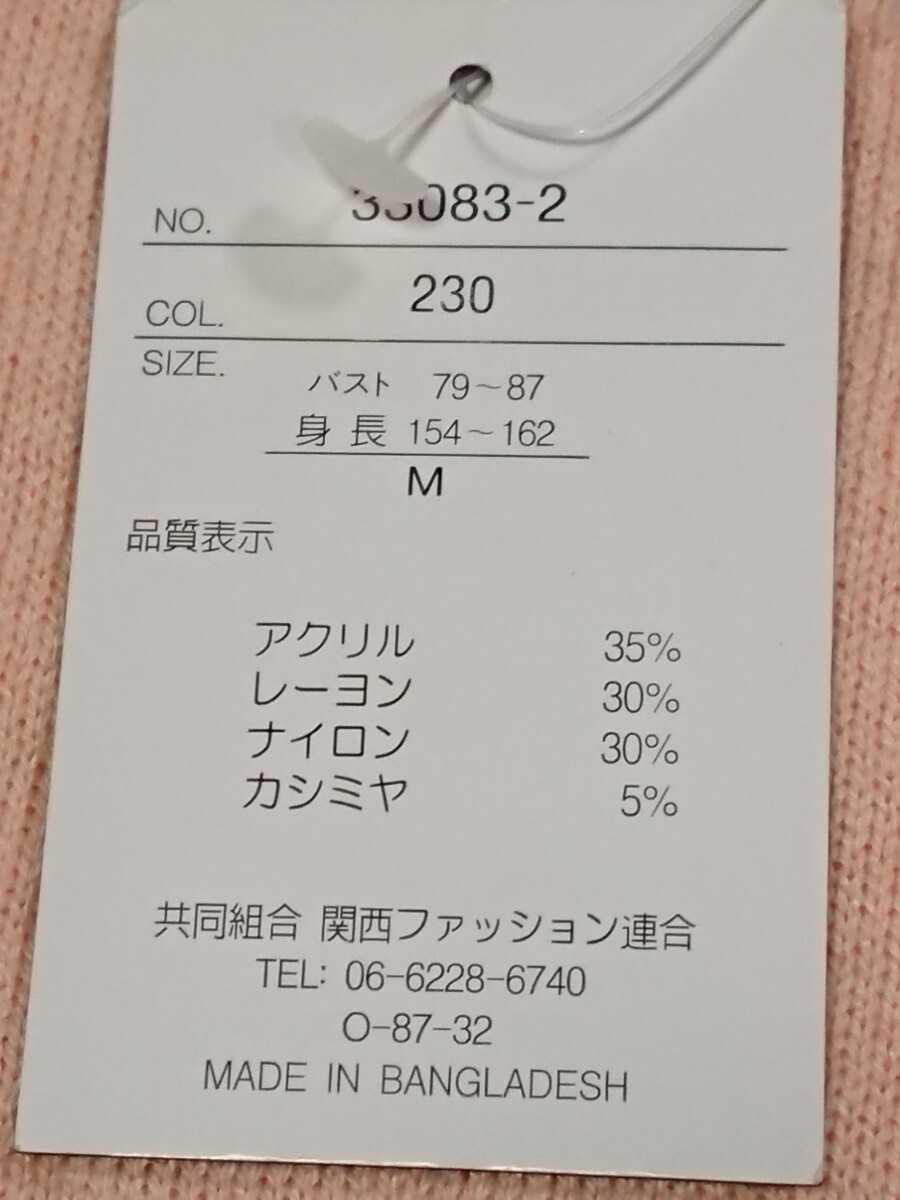 NO.
COL. 230
SIZE.
バスト 79～87
身長 154～162
M
品質表示
アクリル 35%
レーヨン 30%
ナイロン 30%
カシミヤ 5%
共同組合 関西ファッション連合
TEL: 06-6228-6740
O-87-32
MADE IN BANGLADESH